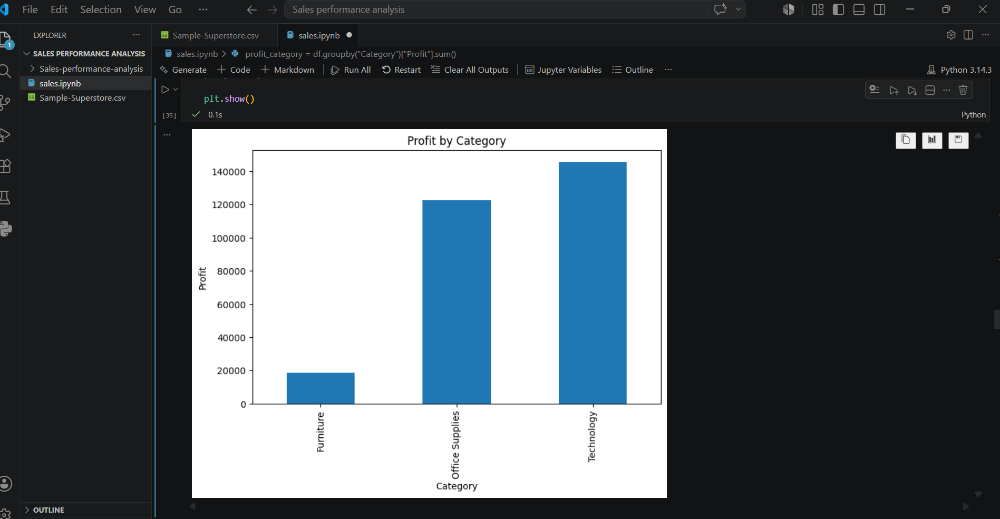 File Edit Selection View Go ··· Sales performance analysis
EXPLORER ···
1
SALES PERFORMANCE ANALYSIS
Sales-performance-analysis
sales.ipynb
Sample-Superstore.csv
OUTLINE
Sample-Superstore.csv
sales.ipynb
sales.ipynb > profit_category = df.groupby("Category")["Profit"].sum()
Generate + Code + Markdown Run All Restart Clear All Outputs Jupyter Variables Outline ··· Python 3.14.3
plt.show()
[35] 0.1s Python
Profit by Category
140000
120000
100000
80000
60000
40000
20000
0
Profit
Furniture
Office Supplies
Technology
Category